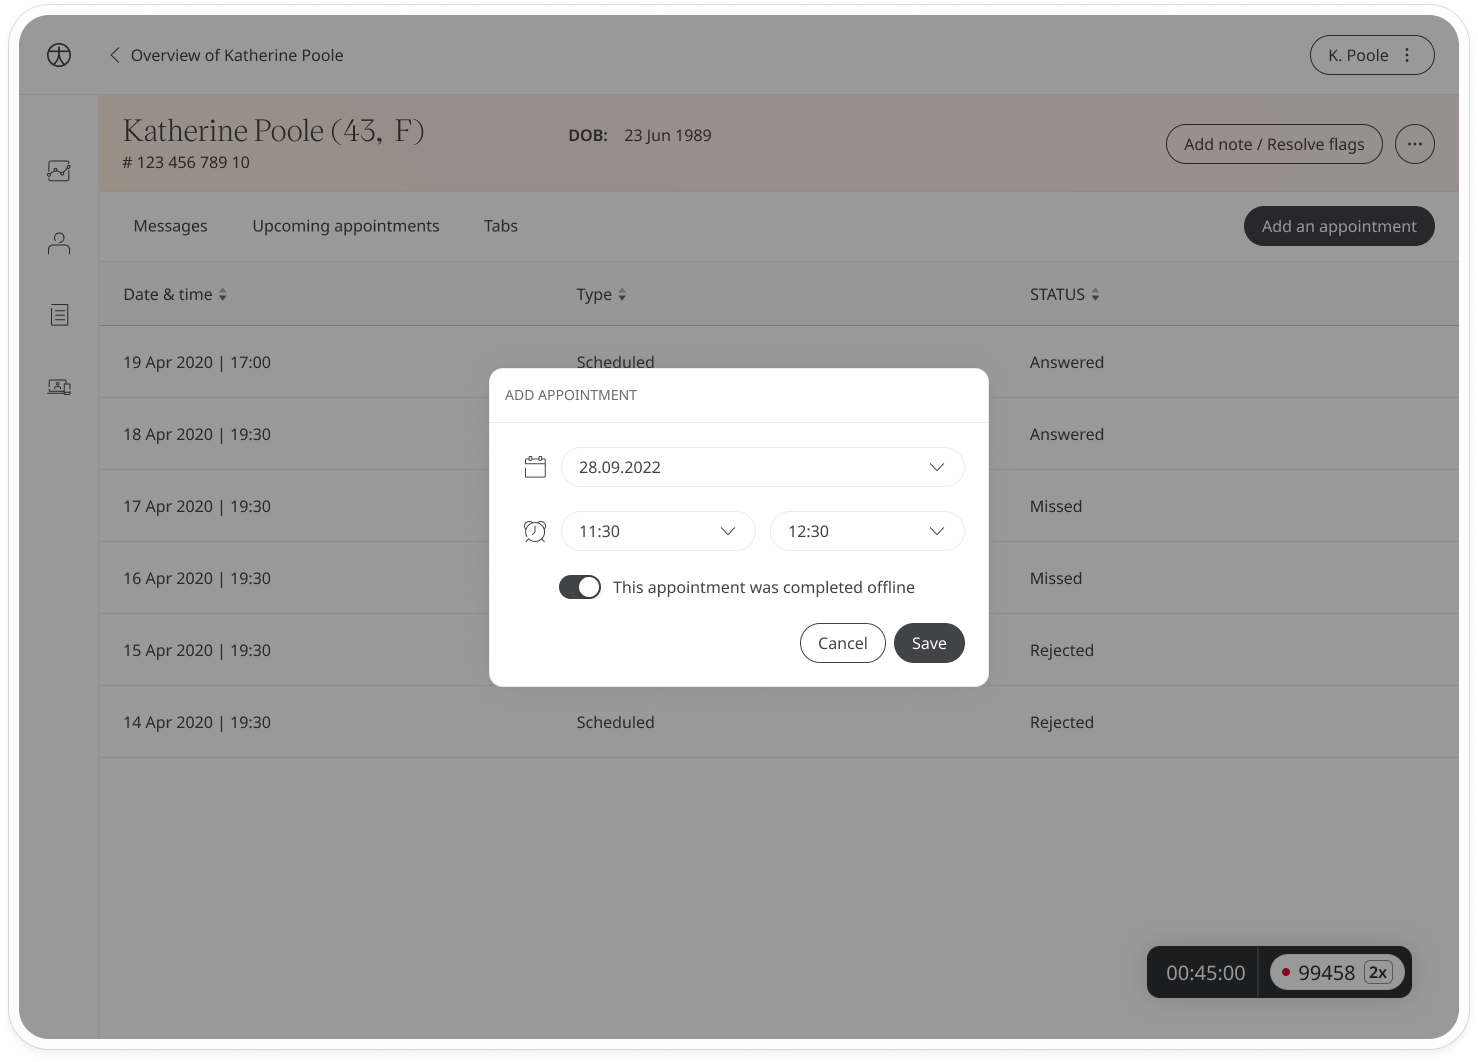 Overview of Katherine Poole
K. Poole
Katherine Poole (43, F)
# 123 456 789 10
DOB: 23 Jun 1989
Add note / Resolve flags
Messages Upcoming appointments Tabs
Add an appointment
Date & time Type STATUS
19 Apr 2020 | 17:00 Scheduled Answered
18 Apr 2020 | 19:30 Answered
17 Apr 2020 | 19:30 Missed
16 Apr 2020 | 19:30 Missed
15 Apr 2020 | 19:30 Rejected
14 Apr 2020 | 19:30 Scheduled Rejected
ADD APPOINTMENT
28.09.2022
11:30 12:30
This appointment was completed offline
Cancel Save
00:45:00 99458 2x